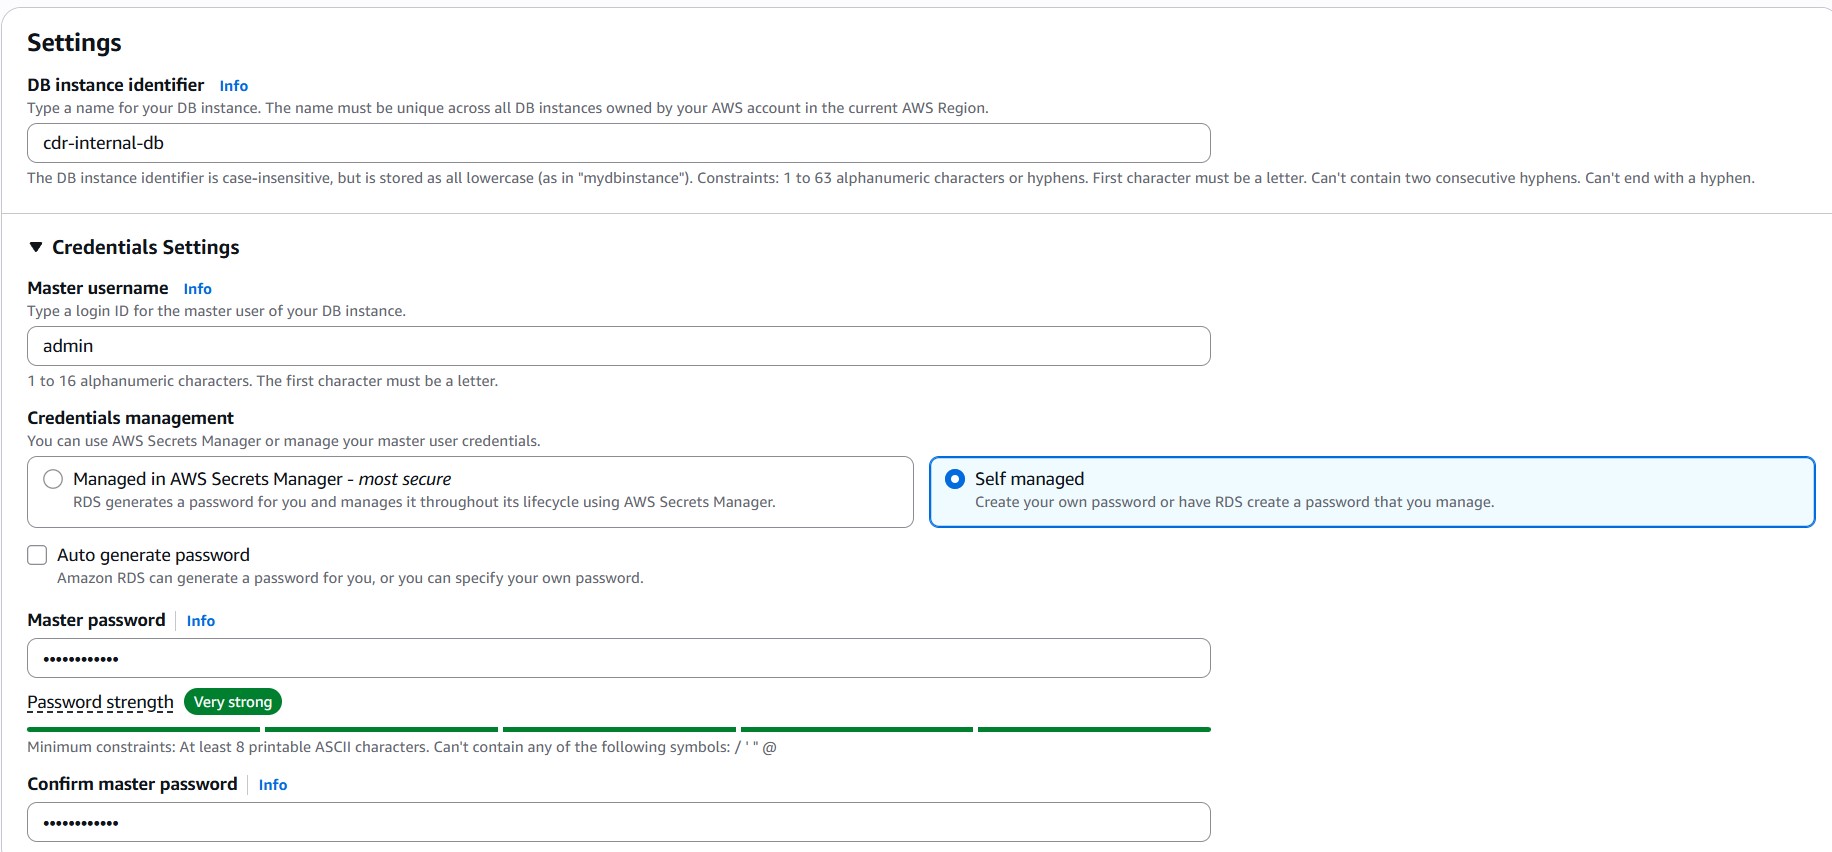 Settings
DB instance identifier Info
Type a name for your DB instance. The name must be unique across all DB instances owned by your AWS account in the current AWS Region.
cdr-internal-db
The DB instance identifier is case-insensitive, but is stored as all lowercase (as in "mydbinstance"). Constraints: 1 to 63 alphanumeric characters or hyphens. First character must be a letter. Can't contain two consecutive hyphens. Can't end with a hyphen.
Credentials Settings
Master username Info
Type a login ID for the master user of your DB instance.
admin
1 to 16 alphanumeric characters. The first character must be a letter.
Credentials management
You can use AWS Secrets Manager or manage your master user credentials.
Managed in AWS Secrets Manager - most secure
RDS generates a password for you and manages it throughout its lifecycle using AWS Secrets Manager.
Self managed
Create your own password or have RDS create a password that you manage.
Auto generate password
Amazon RDS can generate a password for you, or you can specify your own password.
Master password Info
••••••••••••
Password strength Very strong
Minimum constraints: At least 8 printable ASCII characters. Can't contain any of the following symbols: / ' " @
Confirm master password Info
••••••••••••